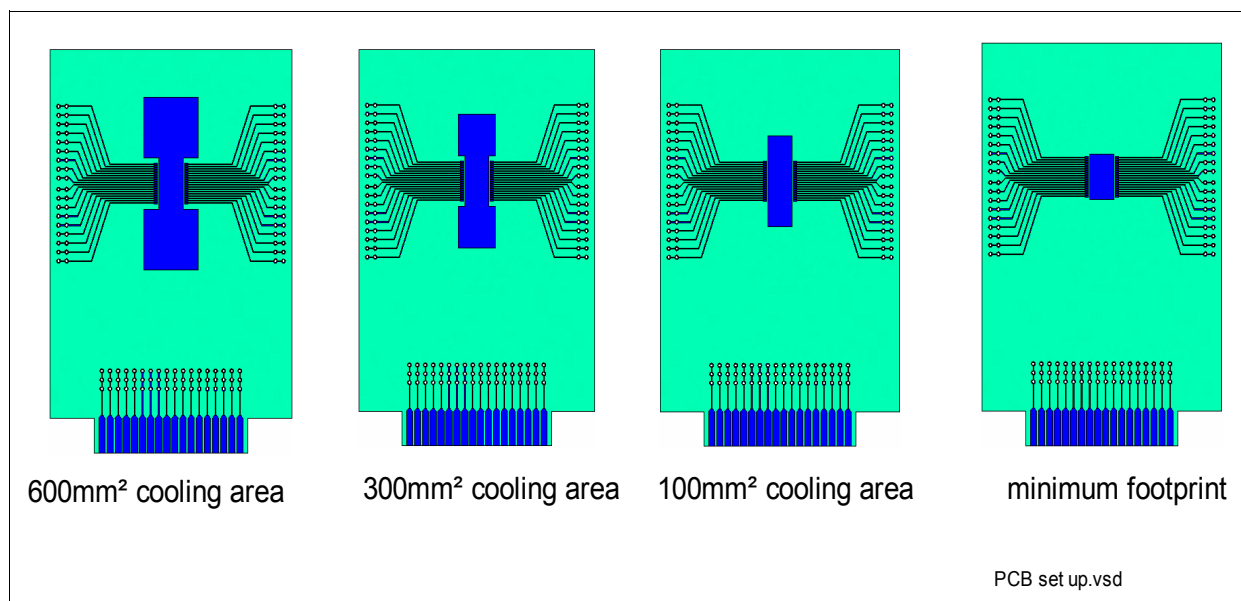 600mm² cooling area
300mm² cooling area
100mm² cooling area
minimum footprint
PCB set up.vsd